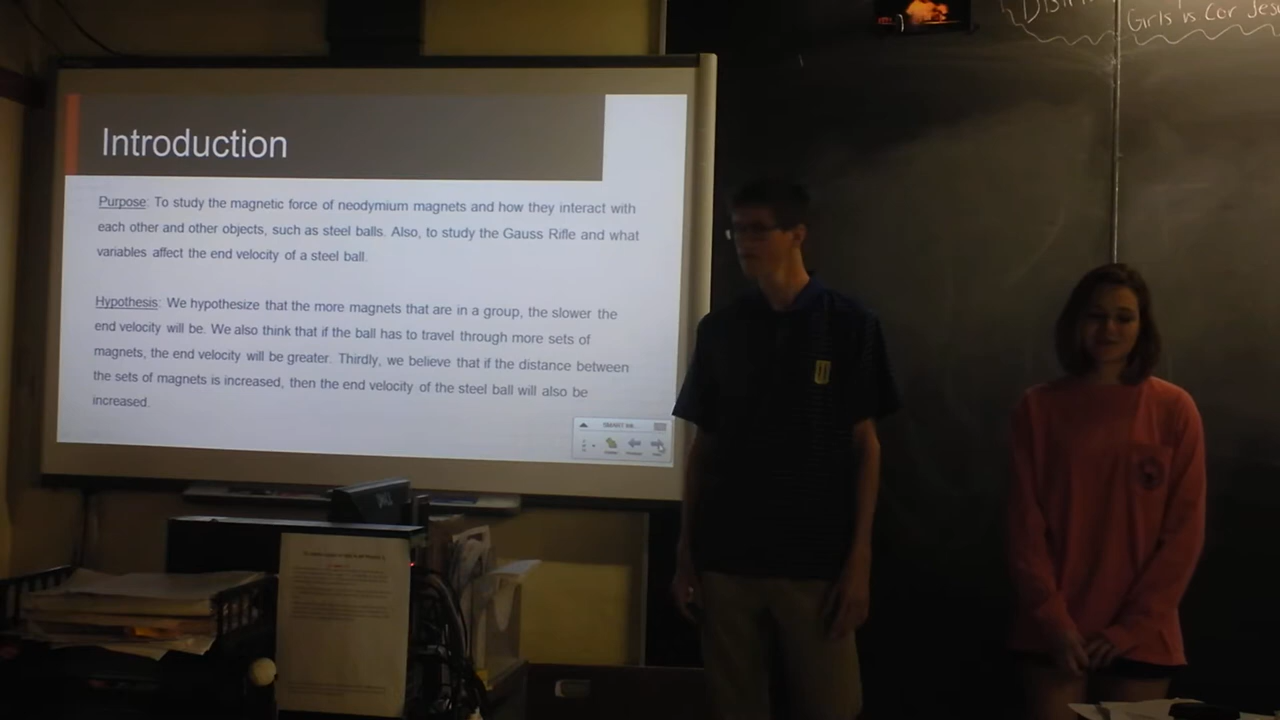 Introduction
Purpose: To study the magnetic force of neodymium magnets and how they interact with
each other and other objects, such as steel balls. Also, to study the Gauss Rifle and what
variables affect the end velocity of a steel ball.
Hypothesis: We hypothesize that the more magnets that are in a group, the slower the
end velocity will be. We also think that if the ball has to travel through more sets of
magnets, the end velocity will be greater. Thirdly, we believe that if the distance between
the sets of magnets is increased, then the end velocity of the steel ball will also be
increased.
SMART
Girls vs Cor